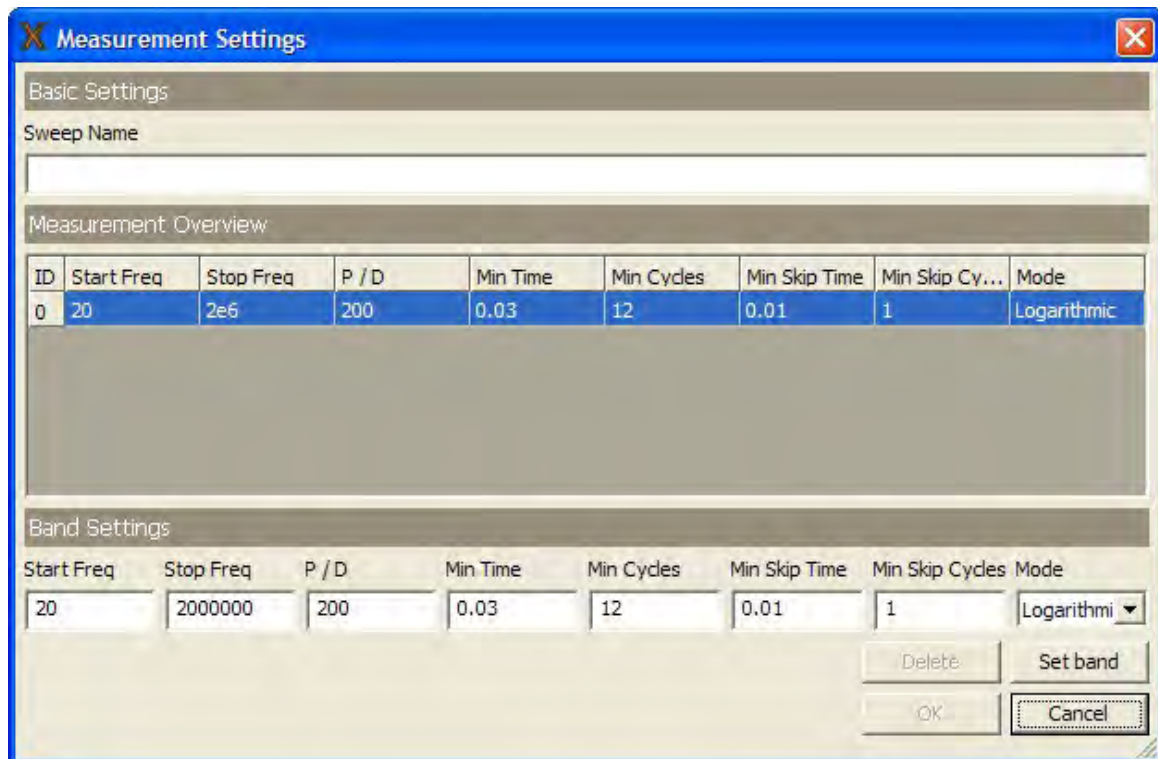 Measurement Settings
Basic Settings
Sweep Name
Measurement Overview
ID Start Freq Stop Freq P / D Min Time Min Cycles Min Skip Time Min Skip Cy... Mode
0 20 2e6 200 0.03 12 0.01 1 Logarithmic
Band Settings
Start Freq Stop Freq P / D Min Time Min Cycles Min Skip Time Min Skip Cycles Mode
20 2000000 200 0.03 12 0.01 1 Logarithmi
Delete Set band
OK Cancel